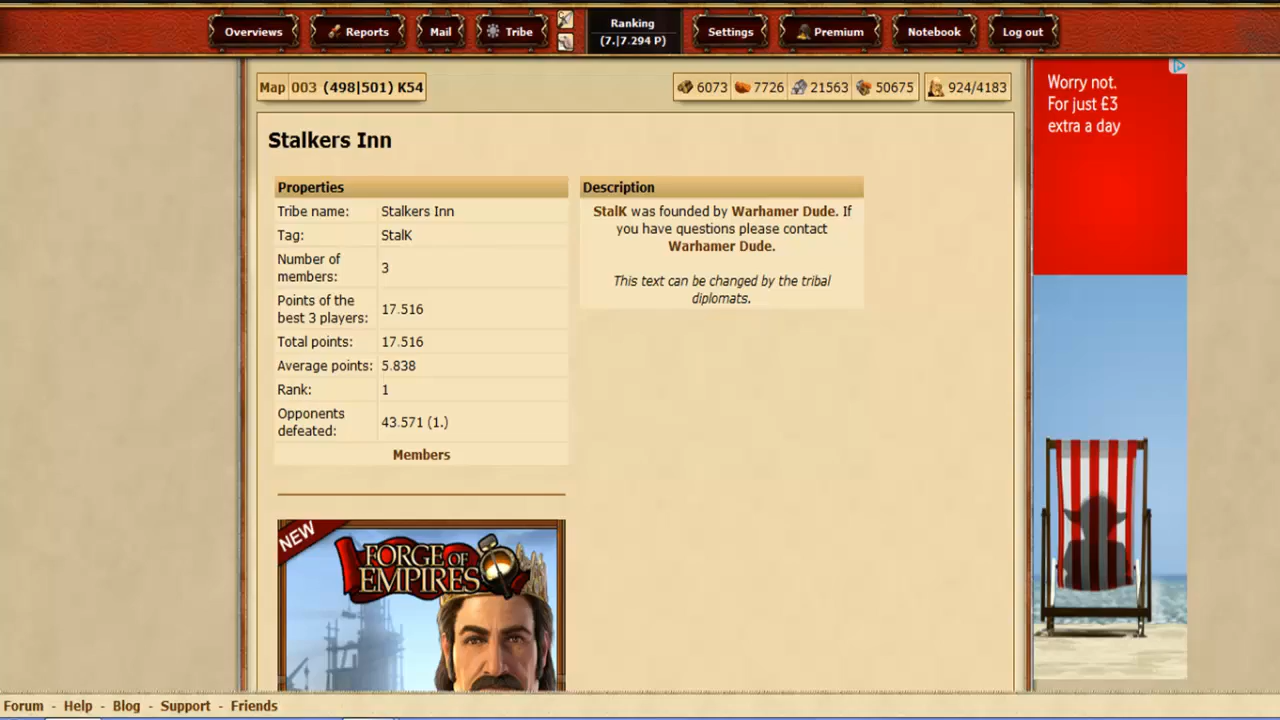 Overviews Reports Mail Tribe Ranking Settings Premium Notebook Log out
(7.|7.294 P)
Map 003 (498|501) K54 6073 7726 21563 50675 924/4183
Stalkers Inn
Properties
Tribe name: Stalkers Inn
Tag: StalK
Number of
members: 3
Points of the
best 3 players: 17.516
Total points: 17.516
Average points: 5.838
Rank: 1
Opponents
defeated: 43.571 (1.)
Members
Description
StalK was founded by Warhamer Dude. If
you have questions please contact
Warhamer Dude.
This text can be changed by the tribal
diplomats.
NEW
FORGE OF
EMPIRES
Worry not.
For just £3
extra a day
Forum - Help - Blog - Support - Friends